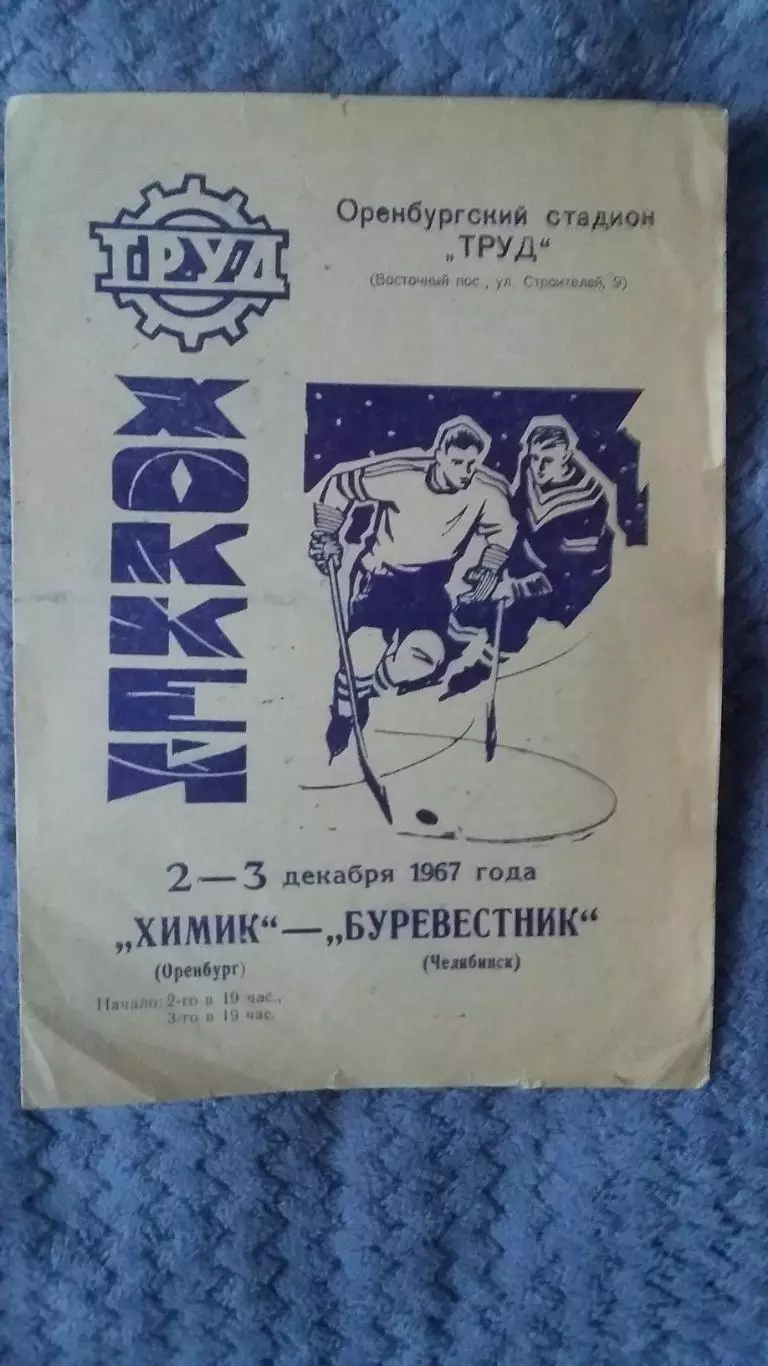 ТРУД
Оренбургский стадион
„ТРУД“
(Восточный пос., ул. Строителей, 9)
ХОККЕЙ
2—3 декабря 1967 года
„ХИМИК“—„БУРЕВЕСТНИК“
(Оренбург)
(Челябинск)
Начало: 2-го в 19 час.,
3-го в 19 час.